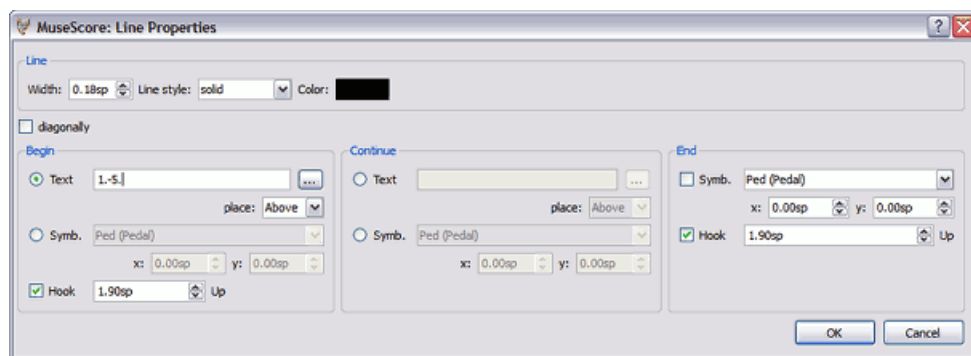 MuseScore: Line Properties
Line
Width: 0.18sp Line style: solid Color:
diagonally
Begin
Text 1.-5. ...
place: Above
Symb. Ped (Pedal)
x: 0.00sp y: 0.00sp
Hook 1.90sp Up
Continue
Text ...
place: Above
Symb. Ped (Pedal)
x: 0.00sp y: 0.00sp
End
Symb. Ped (Pedal)
x: 0.00sp y: 0.00sp
Hook 1.90sp Up
OK Cancel